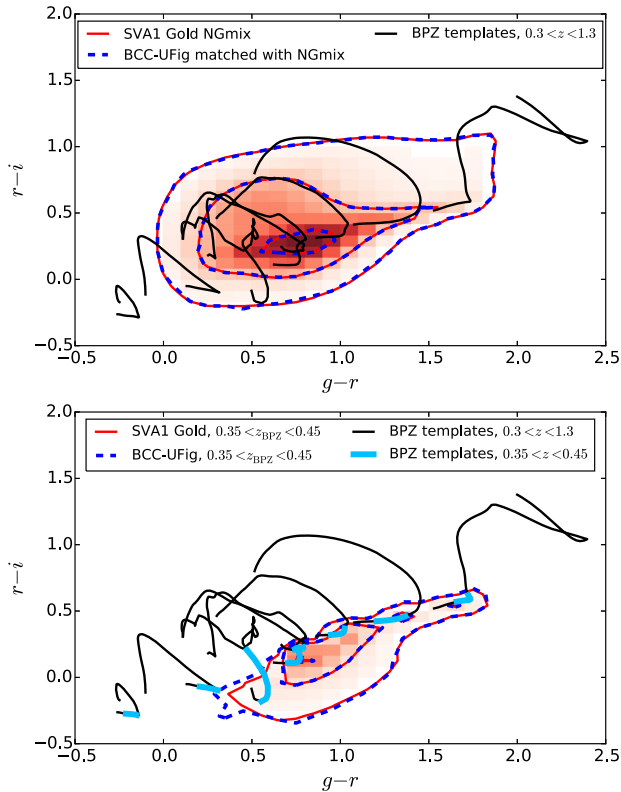 SVA1 Gold NGmix
BPZ templates, 0.3<z<1.3
BCC-UFig matched with NGmix
2.0
1.5
1.0
0.5
0.0
−0.5
r−i
−0.5 0.0 0.5 1.0 1.5 2.0 2.5
g−r
SVA1 Gold, 0.35<z_BPZ<0.45
BPZ templates, 0.3<z<1.3
BCC-UFig, 0.35<z_BPZ<0.45
BPZ templates, 0.35<z<0.45
2.0
1.5
1.0
0.5
0.0
−0.5
r−i
−0.5 0.0 0.5 1.0 1.5 2.0 2.5
g−r